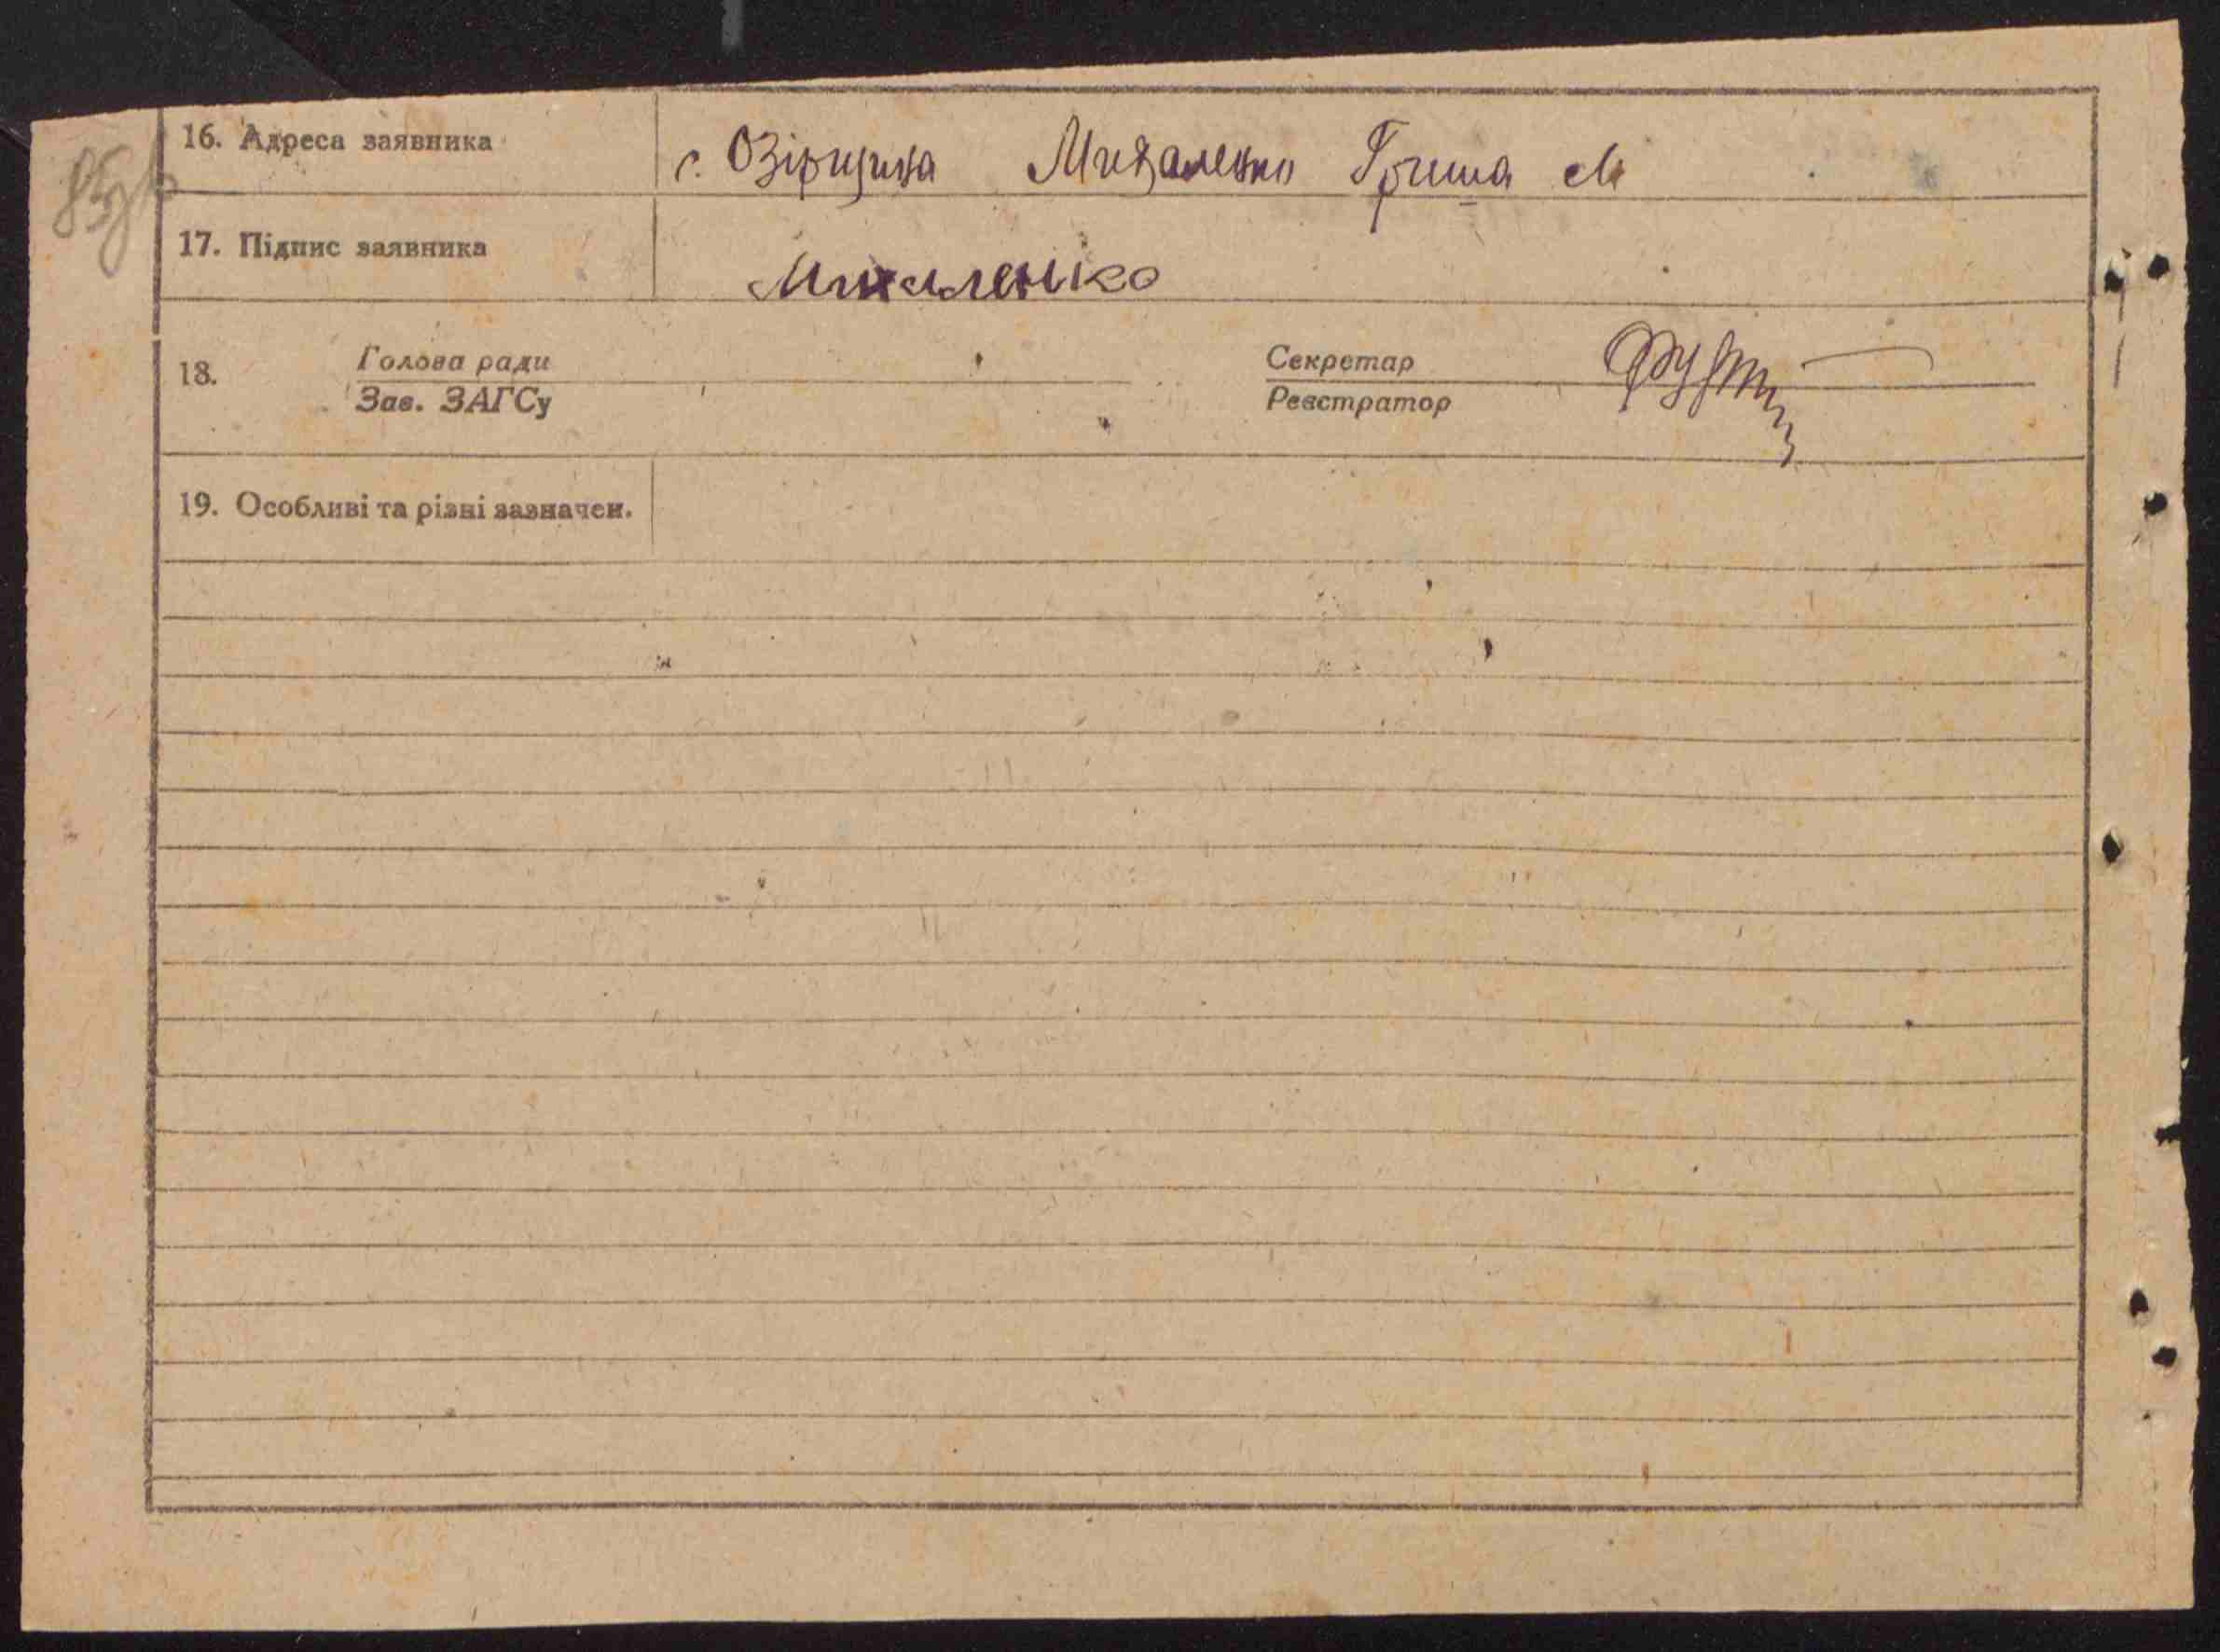 16. Адреса заявника с. Озірщина Михаленко Гриша М
17. Підпис заявника Михаленко
18. Голова ради Секретар
Зав. ЗАГСу Реєстратор
19. Особливі та різні зазначен.